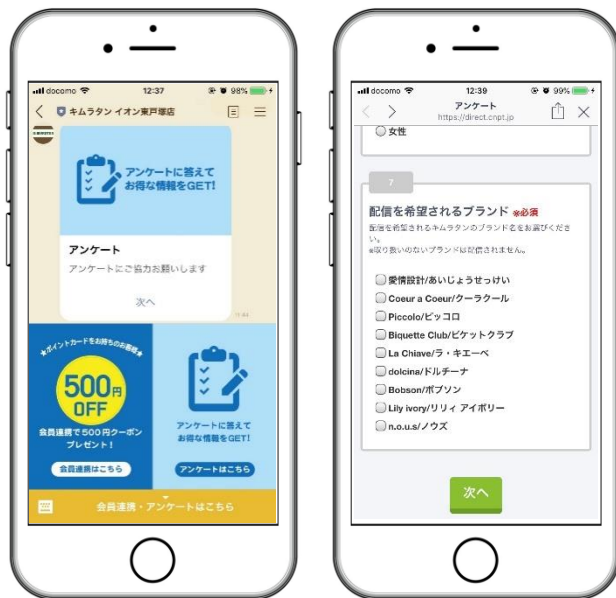 docomo 12:37 98%
キムラタン イオン東戸塚店
アンケートに答えて
お得な情報をGET!
アンケート
アンケートにご協力お願いします
次へ
11:44
★ポイントカードをお持ちのお客様★
500円
OFF
会員連携で500円クーポン
プレゼント！
会員連携はこちら
アンケートに答えて
お得な情報をGET!
アンケートはこちら
会員連携・アンケートはこちら
docomo 12:39 99%
アンケート
https://direct.cnpt.jp
女性
7
配信を希望されるブランド ※必須
配信を希望されるキムラタンのブランド名をお選びくださ
い。
※取り扱いのないブランドは配信されません。
愛情設計/あいじょうせっけい
Coeur a Coeur/クーラクール
Piccolo/ピッコロ
Biquette Club/ビケットクラブ
La Chiave/ラ・キエーベ
dolcina/ドルチーナ
Bobson/ボブソン
Lily ivory/リリィ アイボリー
n.o.u.s/ノウズ
次へ